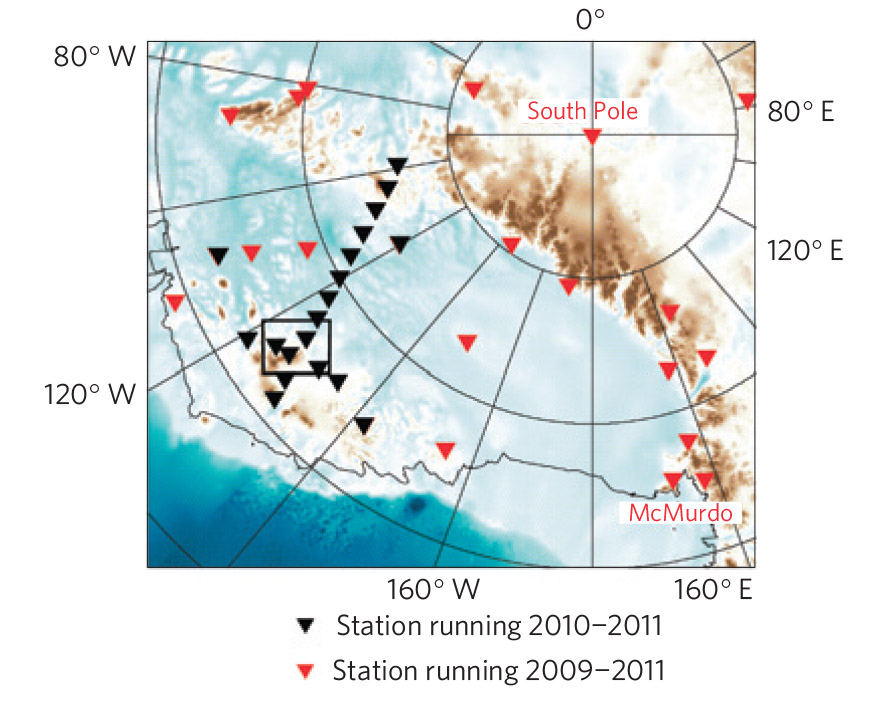 0°
80° W
South Pole
80° E
120° E
120° W
McMurdo
160° W
160° E
Station running 2010–2011
Station running 2009–2011